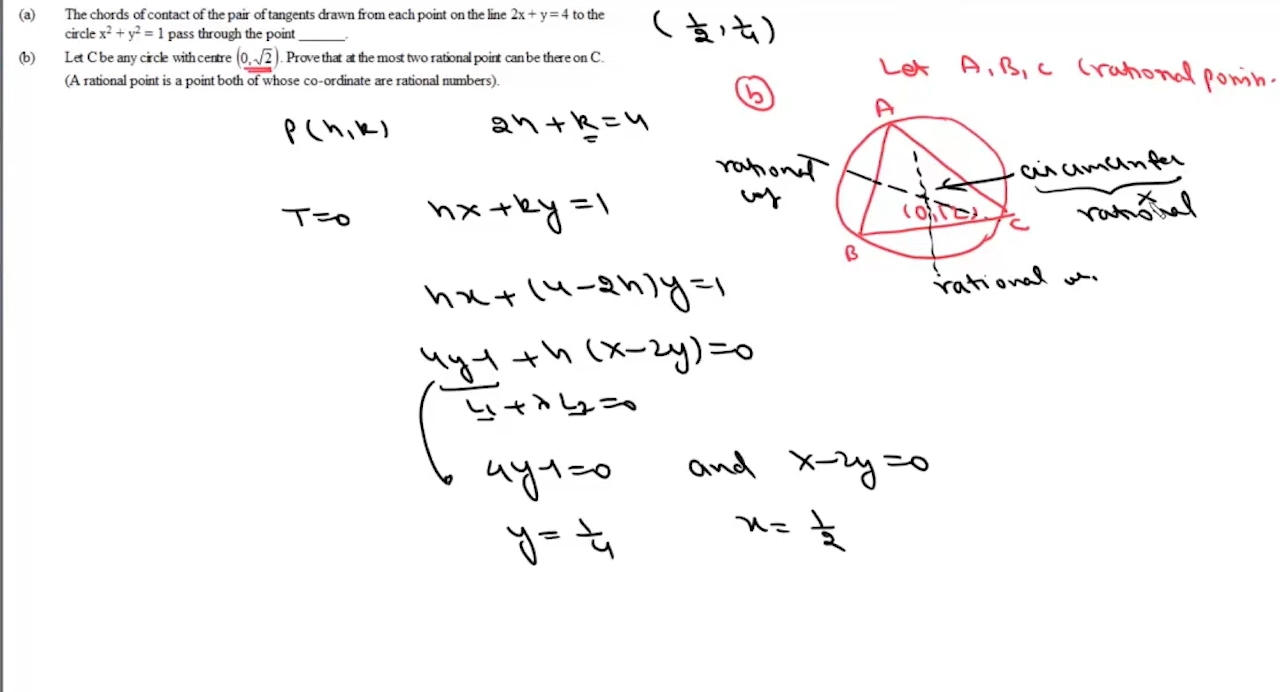 (a) The chords of contact of the pair of tangents drawn from each point on the line 2x + y = 4 to the
circle x² + y² = 1 pass through the point ______.
(b) Let C be any circle with centre (0, √2). Prove that at the most two rational point can be there on C.
(A rational point is a point both of whose co-ordinate are rational numbers).
(1/2, 1/4)
P(h,k) 2h + k = 4
T=0 hx + ky = 1
hx + (4-2h)y = 1
4y-1 + h (x-2y) = 0
L1 + λ L2 = 0
4y-1=0 and x-2y=0
y = 1/4 x = 1/2
Let A, B, C (rational points.
(b)
A
rational
circumcenter
(0,√2)
rational
C
B
rational